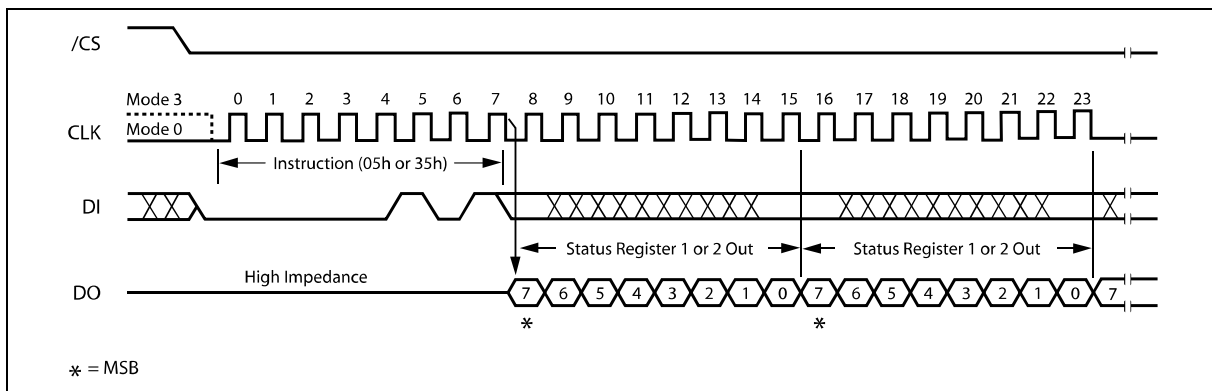 /CS
Mode 3
0 1 2 3 4 5 6 7 8 9 10 11 12 13 14 15 16 17 18 19 20 21 22 23
CLK
Mode 0
Instruction (05h or 35h)
DI
Status Register 1 or 2 Out
Status Register 1 or 2 Out
High Impedance
DO
7 6 5 4 3 2 1 0 7 6 5 4 3 2 1 0 7
* *
* = MSB